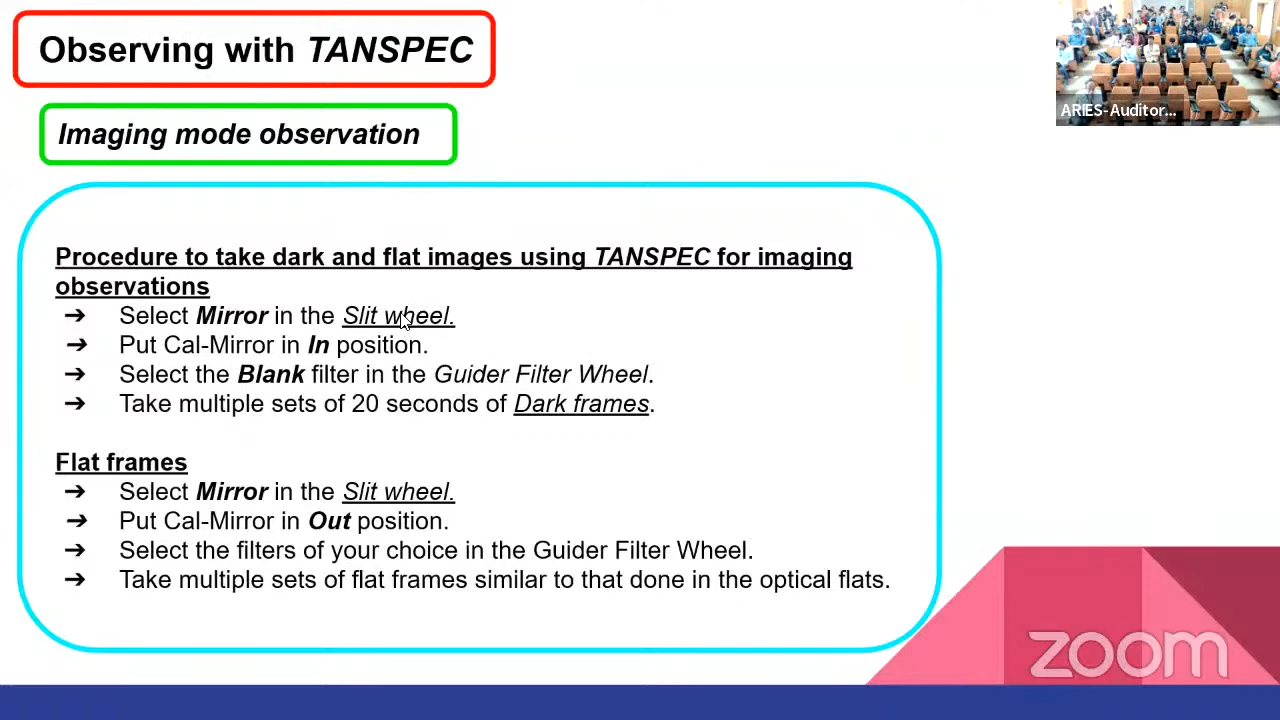 Observing with TANSPEC
ARIES-Auditor...
Imaging mode observation
Procedure to take dark and flat images using TANSPEC for imaging
observations
➔ Select Mirror in the Slit wheel.
➔ Put Cal-Mirror in In position.
➔ Select the Blank filter in the Guider Filter Wheel.
➔ Take multiple sets of 20 seconds of Dark frames.
Flat frames
➔ Select Mirror in the Slit wheel.
➔ Put Cal-Mirror in Out position.
➔ Select the filters of your choice in the Guider Filter Wheel.
➔ Take multiple sets of flat frames similar to that done in the optical flats.
zoom